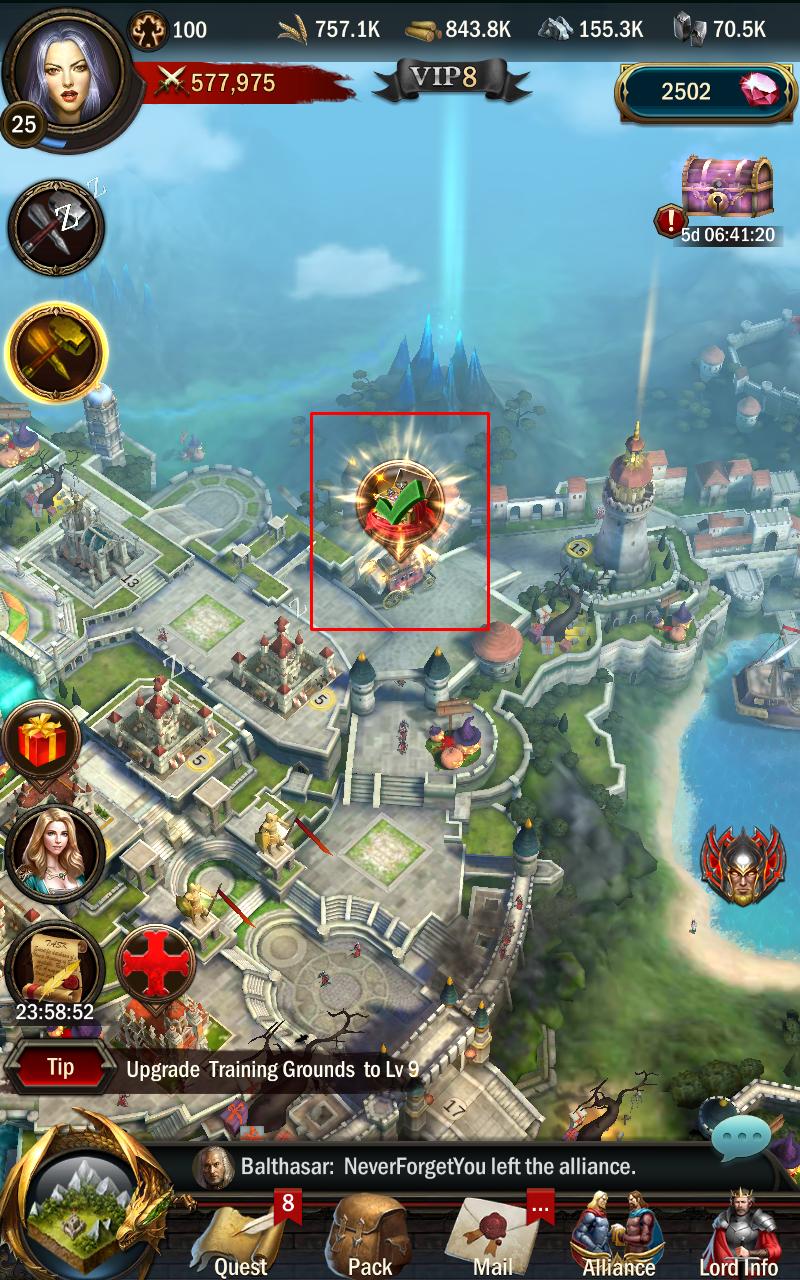 100
757.1K
843.8K
155.3K
70.5K
577,975
VIP8
2502
25
5d 06:41:20
15
13
5
5
TASK
23:58:52
Tip
Upgrade Training Grounds to Lv 9
17
Balthasar: NeverForgetYou left the alliance.
8
...
Quest
Pack
Mail
Alliance
Lord Info